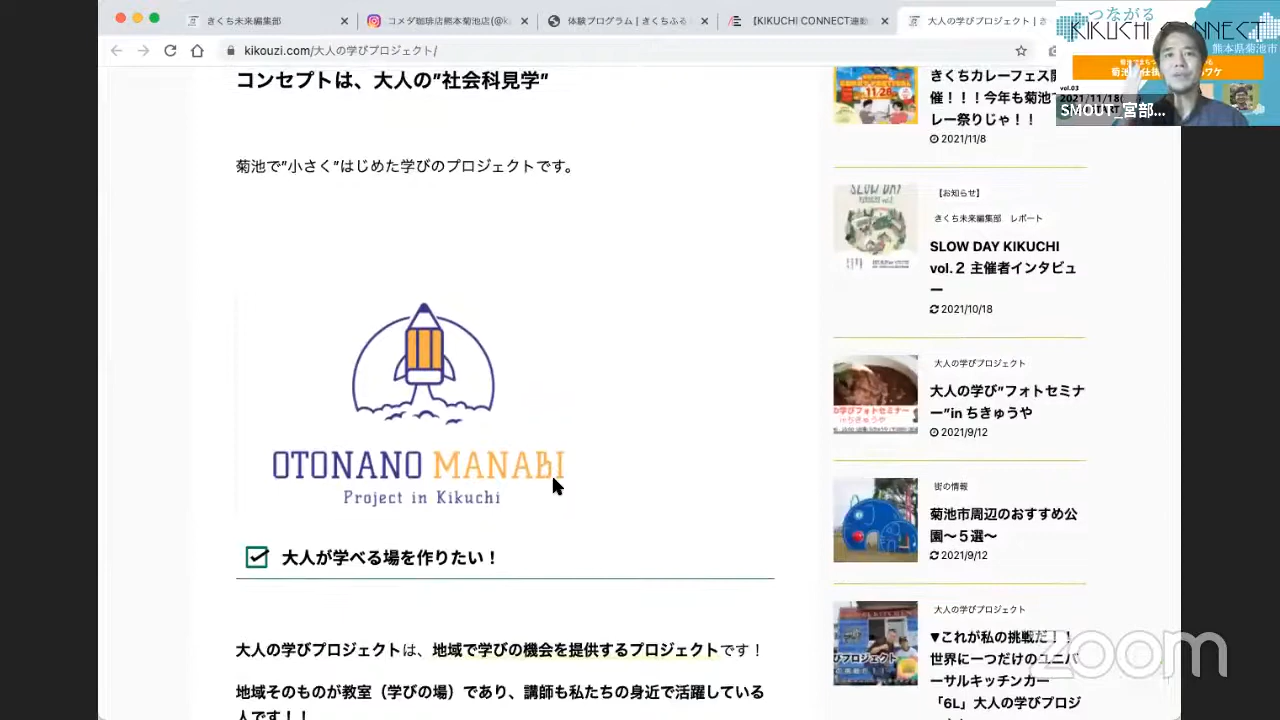 きくち未来編集部
コメダ珈琲店熊本菊池店(@k
体験プログラム | きくちふる
【KIKUCHI CONNECT連動
大人の学びプロジェクト | き
kikouzi.com/大人の学びプロジェクト/
つながる
KIKUCHI CONNECT
熊本県菊池市
vol.03
2021/11/18(
SMOUT_宮部...
コンセプトは、大人の”社会科見学”
菊池で”小さく”はじめた学びのプロジェクトです。
OTONANO MANABI
Project in Kikuchi
大人が学べる場を作りたい！
大人の学びプロジェクトは、地域で学びの機会を提供するプロジェクトです！
地域そのものが教室（学びの場）であり、講師も私たちの身近で活躍している
人です！！
きくちカレーフェス開
催！！！今年も菊池で
レー祭りじゃ！！
2021/11/8
SLOW DAY
【お知らせ】
きくち未来編集部 レポート
SLOW DAY KIKUCHI
vol.２ 主催者インタビュ
ー
2021/10/18
大人の学びプロジェクト
大人の学び”フォトセミナ
ー”in ちきゅうや
2021/9/12
街の情報
菊池市周辺のおすすめ公
園〜５選〜
2021/9/12
大人の学びプロジェクト
▼これが私の挑戦だ！！
世界に一つだけのユニバ
ーサルキッチンカー
「6L」大人の学びプロジ
zoom